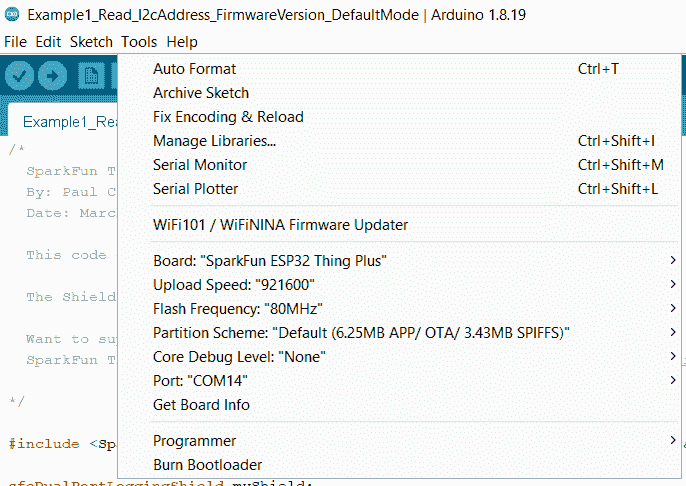 Example1_Read_I2cAddress_FirmwareVersion_DefaultMode | Arduino 1.8.19
File Edit Sketch Tools Help
Auto Format Ctrl+T
Archive Sketch
Fix Encoding & Reload
Example1_Rea
Manage Libraries... Ctrl+Shift+I
/*
Serial Monitor Ctrl+Shift+M
SparkFun T
Serial Plotter Ctrl+Shift+L
By: Paul C
Date: Marc
WiFi101 / WiFiNINA Firmware Updater
This code
Board: "SparkFun ESP32 Thing Plus"
Upload Speed: "921600"
The Shield
Flash Frequency: "80MHz"
Partition Scheme: "Default (6.25MB APP/ OTA/ 3.43MB SPIFFS)"
Want to su
Core Debug Level: "None"
SparkFun T
Port: "COM14"
*/
Get Board Info
Programmer
#include <Spa
Burn Bootloader
sfeDualPortLoggingShield myShield;